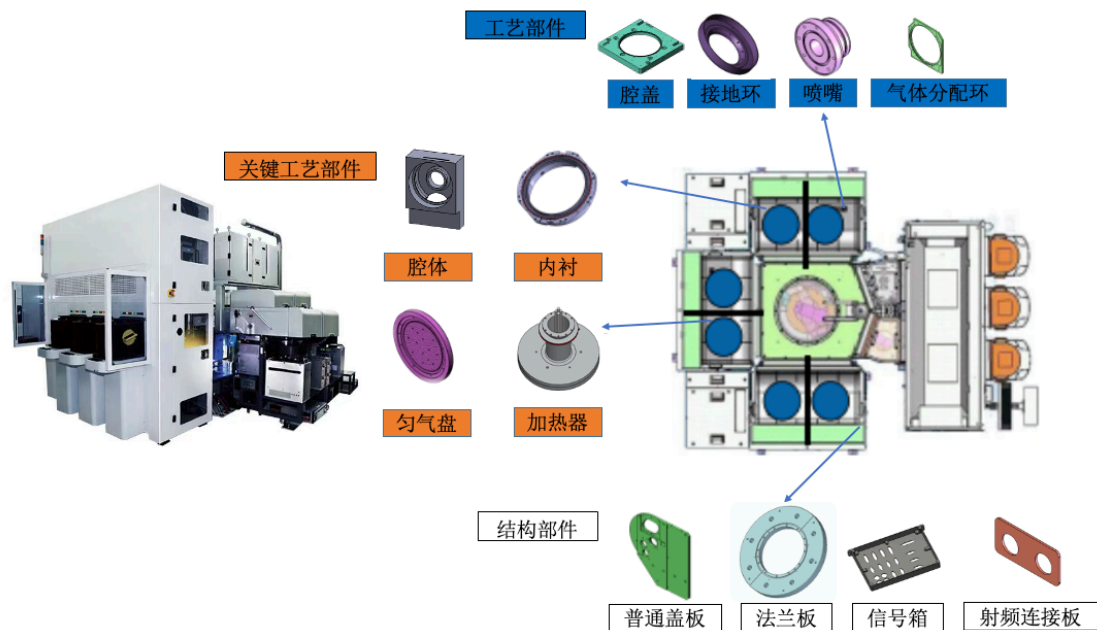 工艺部件
腔盖
接地环
喷嘴
气体分配环
关键工艺部件
腔体
内衬
匀气盘
加热器
结构部件
普通盖板
法兰板
信号箱
射频连接板